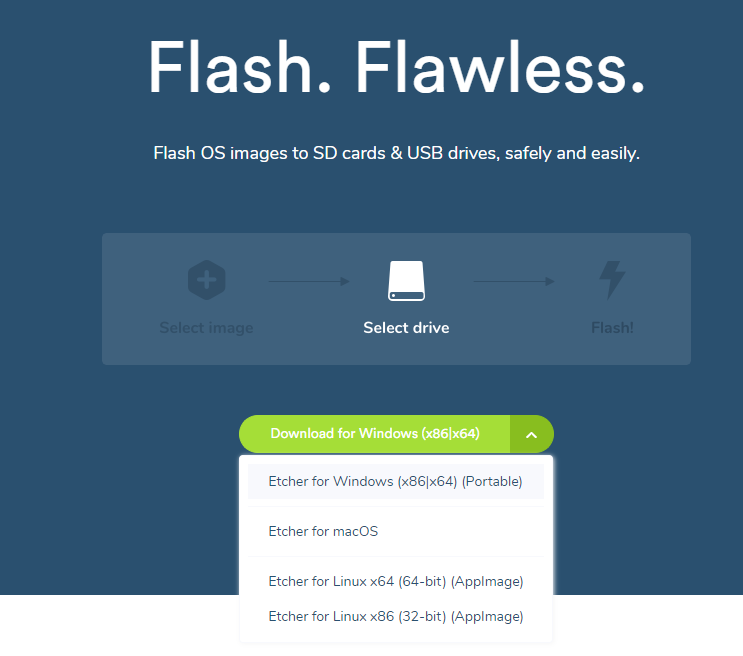 Flash. Flawless.
Flash OS images to SD cards & USB drives, safely and easily.
Select image
Select drive
Flash!
Download for Windows (x86|x64)
Etcher for Windows (x86|x64) (Portable)
Etcher for macOS
Etcher for Linux x64 (64-bit) (AppImage)
Etcher for Linux x86 (32-bit) (AppImage)